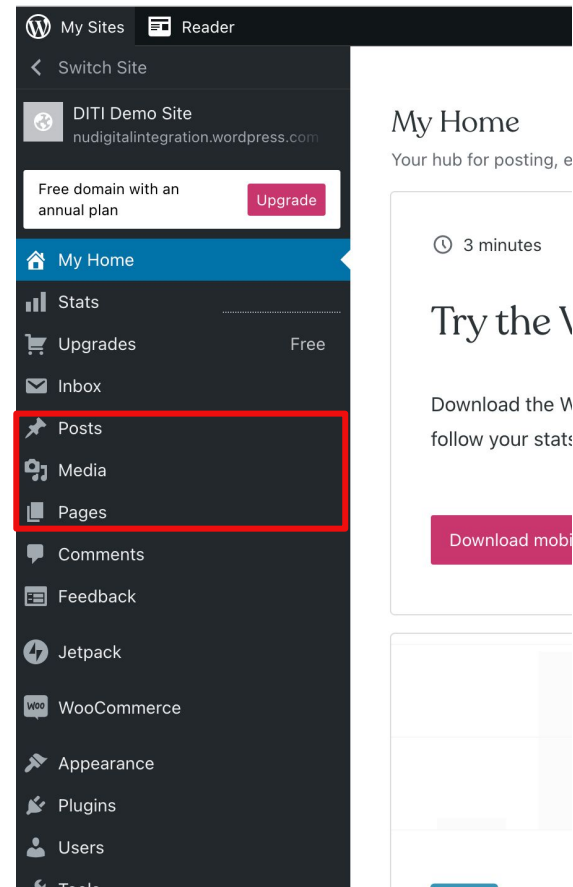 My Sites Reader
Switch Site
DITI Demo Site
nudigitalintegration.wordpress.com
Free domain with an
annual plan
Upgrade
My Home
Stats
Upgrades Free
Inbox
Posts
Media
Pages
Comments
Feedback
Jetpack
WOO WooCommerce
Appearance
Plugins
Users
Tools
My Home
Your hub for posting, e
3 minutes
Try the
Download the W
follow your stats
Download mobi